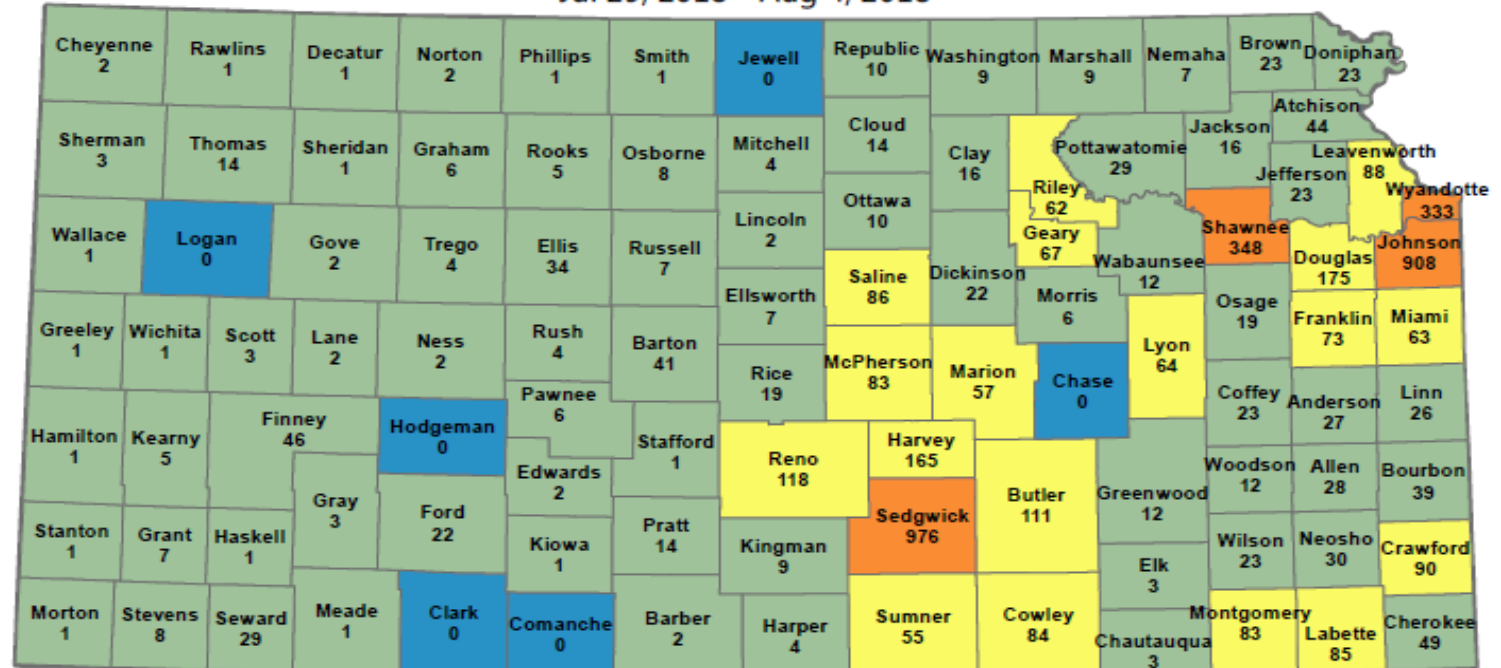 Jul 29, 2018 - Aug 4, 2018
Cheyenne
2
Rawlins
1
Decatur
1
Norton
2
Phillips
1
Smith
1
Jewell
0
Republic
10
Washington
9
Marshall
9
Nemaha
7
Brown
23
Doniphan
23
Sherman
3
Thomas
14
Sheridan
1
Graham
6
Rooks
5
Osborne
8
Mitchell
4
Cloud
14
Clay
16
Riley
62
Pottawatomie
29
Jackson
16
Atchison
44
Jefferson
23
Leavenworth
88
Wyandotte
333
Wallace
1
Logan
0
Gove
2
Trego
4
Ellis
34
Russell
7
Lincoln
2
Ottawa
10
Saline
86
Dickinson
22
Geary
67
Wabaunsee
12
Shawnee
348
Douglas
175
Johnson
908
Greeley
1
Wichita
1
Scott
3
Lane
2
Ness
2
Rush
4
Barton
41
Ellsworth
7
Rice
19
McPherson
83
Marion
57
Morris
6
Chase
0
Lyon
64
Osage
19
Franklin
73
Miami
63
Hamilton
1
Kearny
5
Finney
46
Hodgeman
0
Pawnee
6
Stafford
1
Reno
118
Harvey
165
Coffey
23
Anderson
27
Linn
26
Gray
3
Ford
22
Edwards
2
Pratt
14
Kingman
9
Sedgwick
976
Butler
111
Greenwood
12
Woodson
12
Allen
28
Bourbon
39
Stanton
1
Grant
7
Haskell
1
Kiowa
1
Elk
3
Wilson
23
Neosho
30
Crawford
90
Morton
1
Stevens
8
Seward
29
Meade
1
Clark
0
Comanche
0
Barber
2
Harper
4
Sumner
55
Cowley
84
Chautauqua
3
Montgomery
83
Labette
85
Cherokee
49